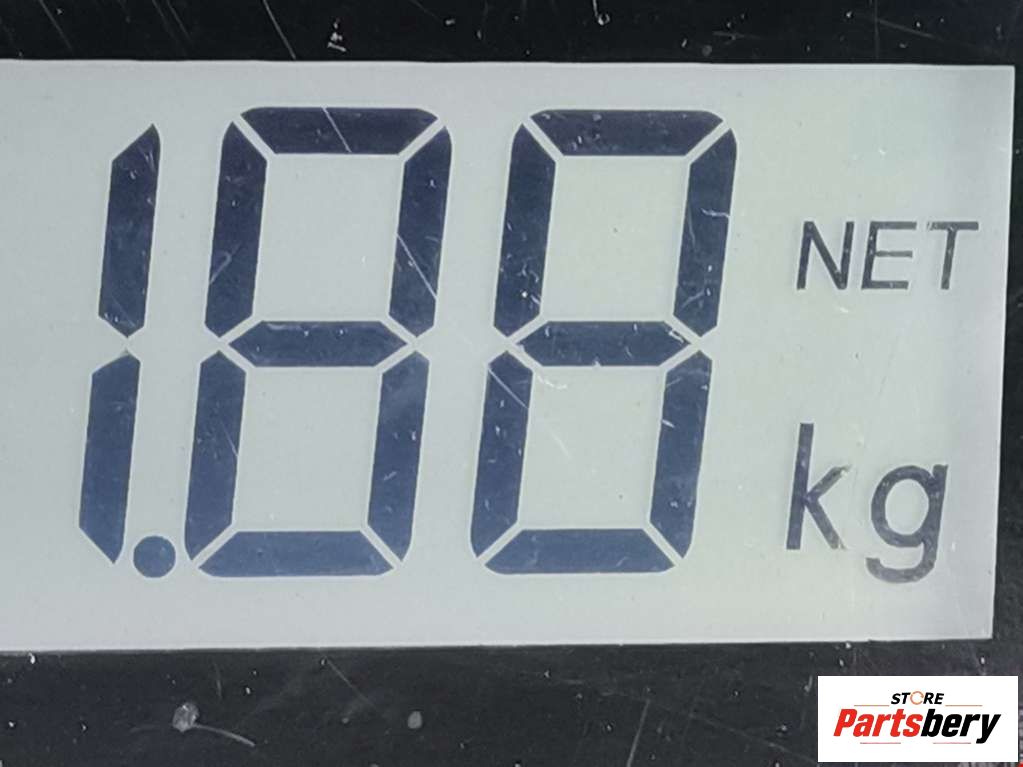 1.88
NET
kg
STORE
Partsbery